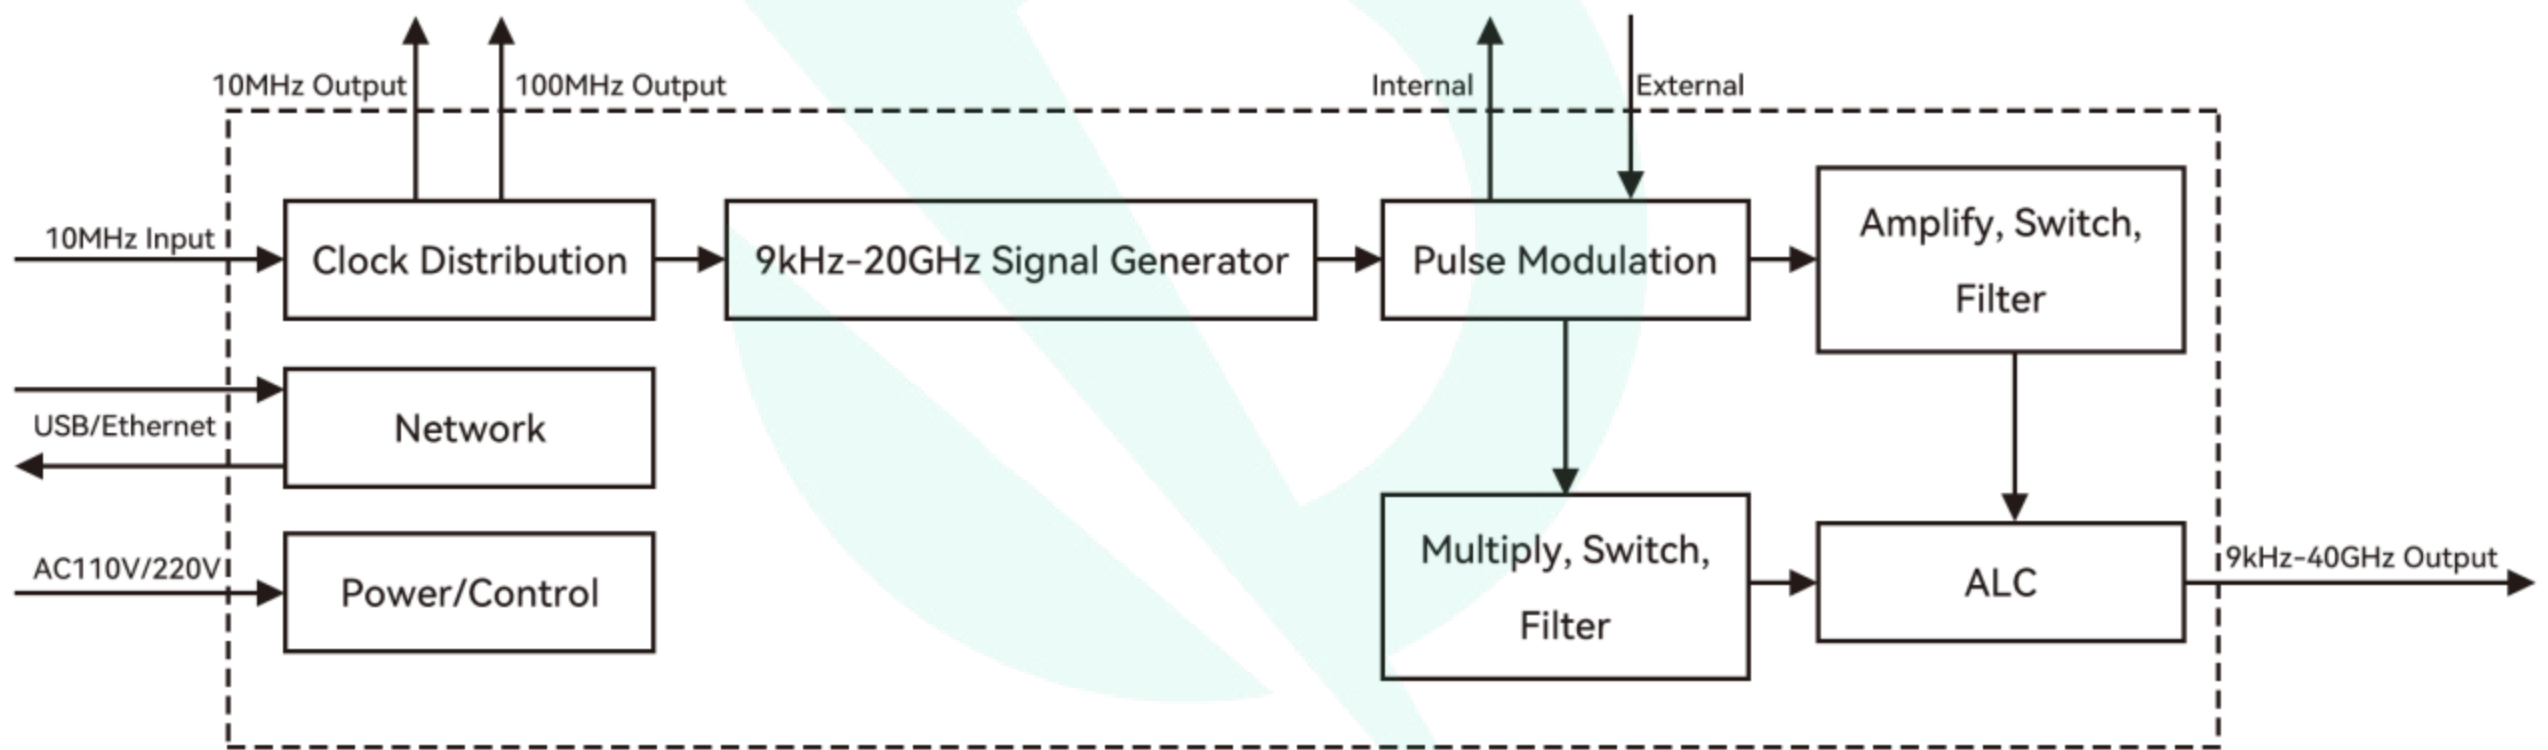 10MHz Output
100MHz Output
Internal
External
10MHz Input
Clock Distribution
9kHz-20GHz Signal Generator
Pulse Modulation
Amplify, Switch,
Filter
USB/Ethernet
Network
AC110V/220V
Power/Control
Multiply, Switch,
Filter
ALC
9kHz-40GHz Output